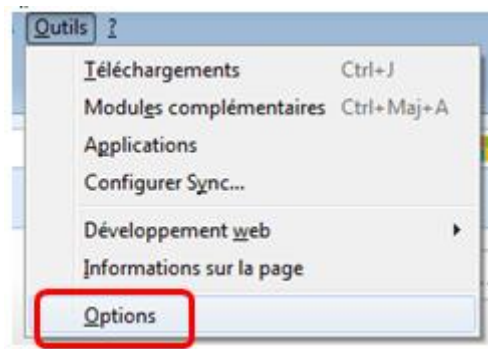 Outils ?
Téléchargements Ctrl+J
Modules complémentaires Ctrl+Maj+A
Applications
Configurer Sync...
Développement web
Informations sur la page
Options